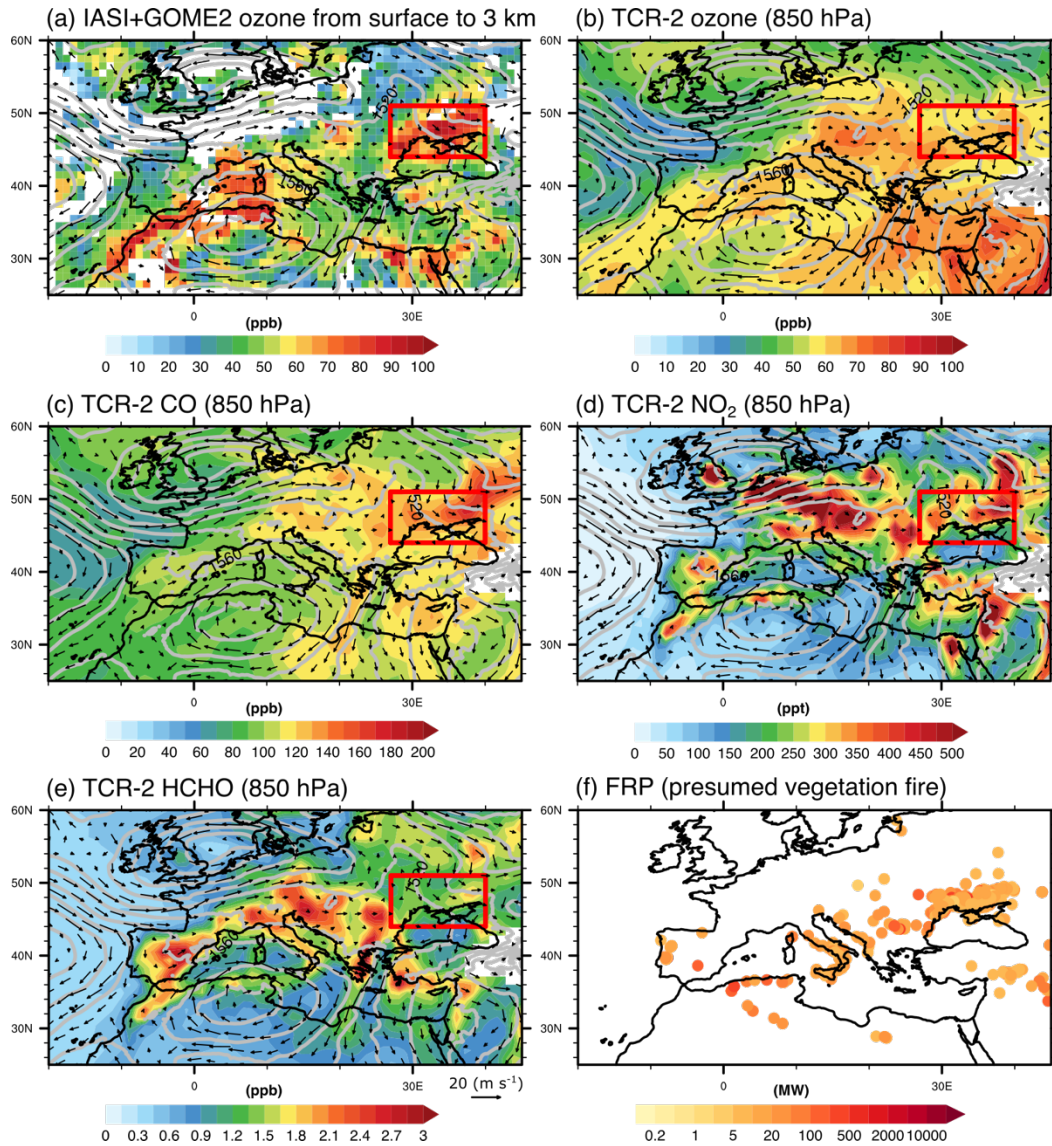 (a) IASI+GOME2 ozone from surface to 3 km
(b) TCR-2 ozone (850 hPa)
60N 50N 40N 30N
1520
1560
0 30E
(ppb)
0 10 20 30 40 50 60 70 80 90 100
60N 50N 40N 30N
1520
1560
0 30E
(ppb)
0 10 20 30 40 50 60 70 80 90 100
(c) TCR-2 CO (850 hPa)
(d) TCR-2 NO₂ (850 hPa)
60N 50N 40N 30N
1520
1560
0 30E
(ppb)
0 20 40 60 80 100 120 140 160 180 200
60N 50N 40N 30N
1520
1560
0 30E
(ppt)
0 50 100 150 200 250 300 350 400 450 500
(e) TCR-2 HCHO (850 hPa)
(f) FRP (presumed vegetation fire)
60N 50N 40N 30N
1520
1560
0 30E
(ppb)
20 (m s⁻¹)
0 0.3 0.6 0.9 1.2 1.5 1.8 2.1 2.4 2.7 3
60N 50N 40N 30N
0 30E
(MW)
0.2 1 5 20 100 500 2000 10000